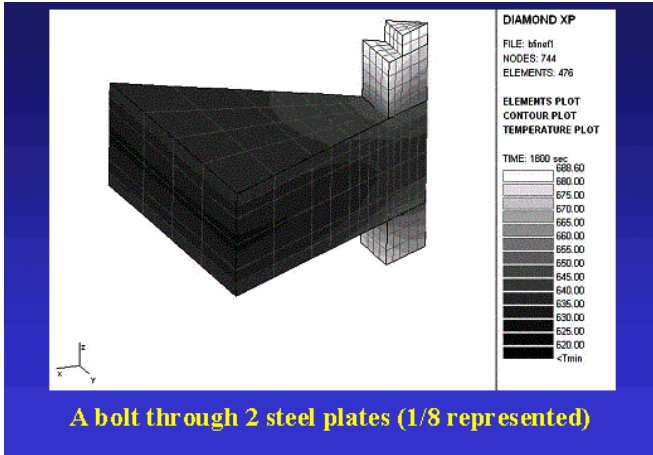 DIAMOND XP
FILE: bfinef1
NODES: 744
ELEMENTS: 476
ELEMENTS PLOT
CONTOUR PLOT
TEMPERATURE PLOT
TIME: 1800 sec
688.60
680.00
675.00
670.00
665.00
660.00
655.00
650.00
645.00
640.00
635.00
630.00
625.00
620.00
<Tmin
z
x
Y
A bolt through 2 steel plates (1/8 represented)